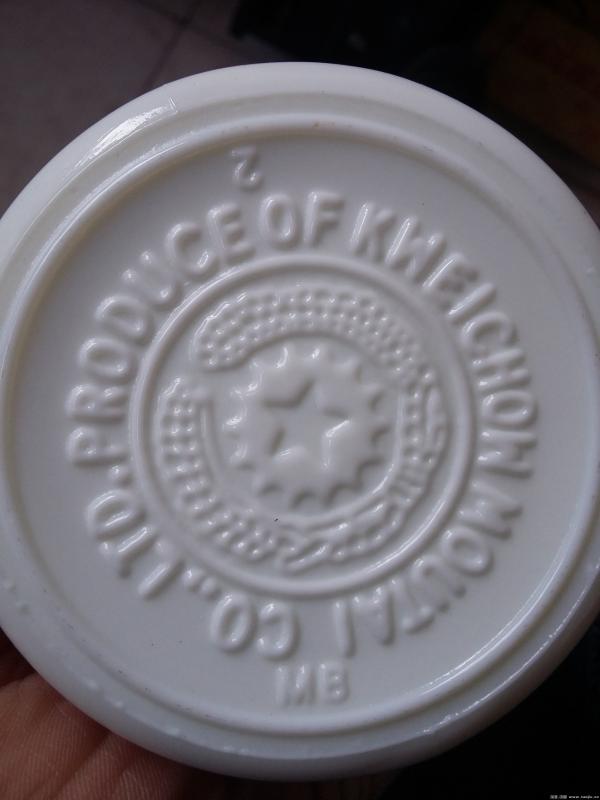 2
PRODUCE OF KWEICHOW MOUTAI CO., LTD.
MB